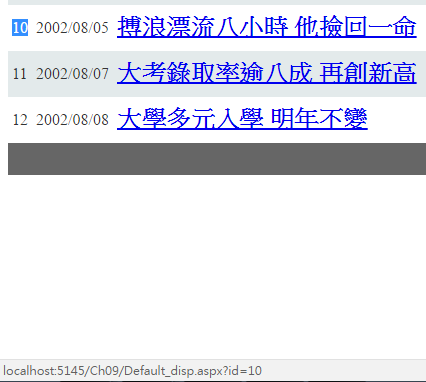 10 2002/08/05 搏浪漂流八小時 他撿回一命
11 2002/08/07 大考錄取率逾八成 再創新高
12 2002/08/08 大學多元入學 明年不變
localhost:5145/Ch09/Default_disp.aspx?id=10